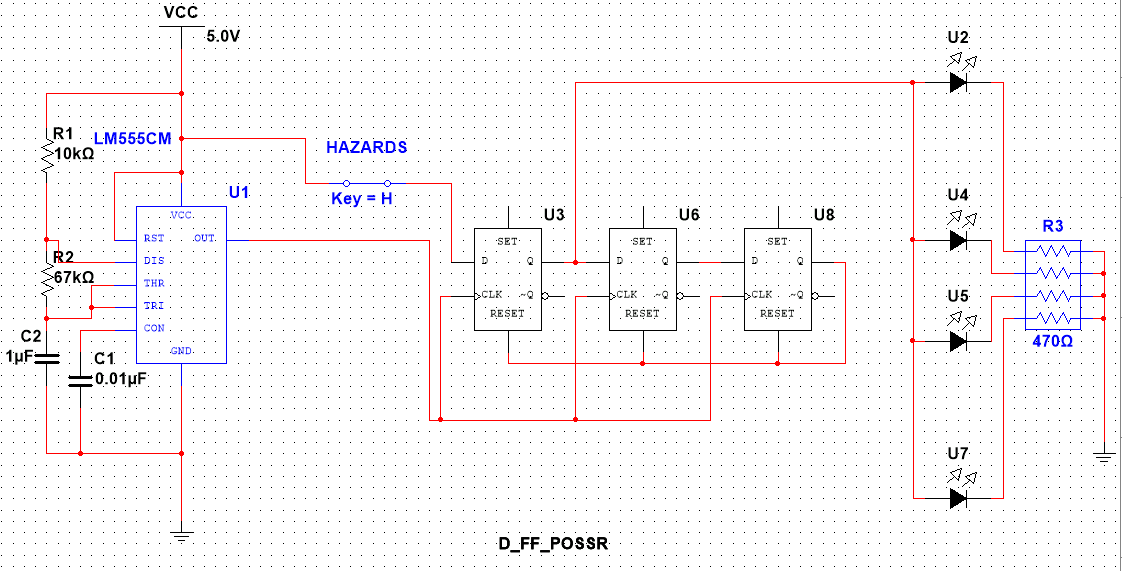 VCC
5.0V
R1
10kΩ
LM555CM
HAZARDS
Key = H
U1
VCC
RST
OUT
DIS
THR
TRI
CON
GND
R2
67kΩ
C2
1µF
C1
0.01µF
U3
SET
D
Q
CLK
~Q
RESET
U6
SET
D
Q
CLK
~Q
RESET
U8
SET
D
Q
CLK
~Q
RESET
U2
U4
U5
U7
R3
470Ω
D_FF_POSSR